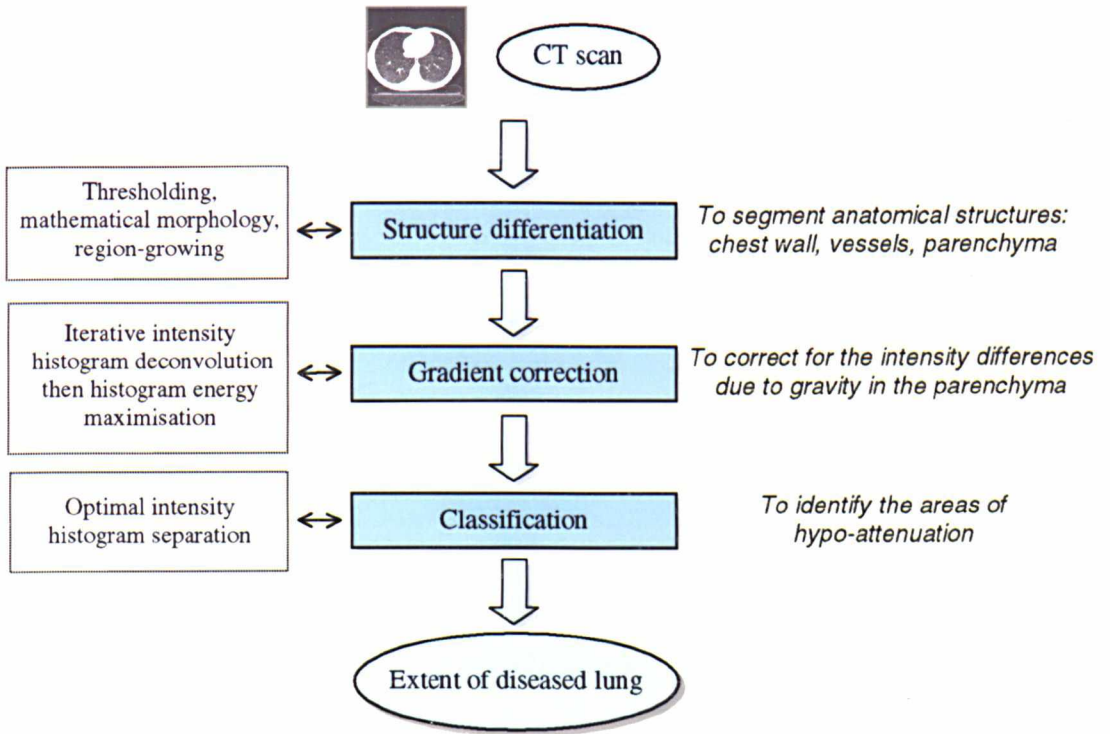 CT scan
Thresholding,
mathematical morphology,
region-growing
Structure differentiation
To segment anatomical structures:
chest wall, vessels, parenchyma
Iterative intensity
histogram deconvolution
then histogram energy
maximisation
Gradient correction
To correct for the intensity differences
due to gravity in the parenchyma
Optimal intensity
histogram separation
Classification
To identify the areas of
hypo-attenuation
Extent of diseased lung